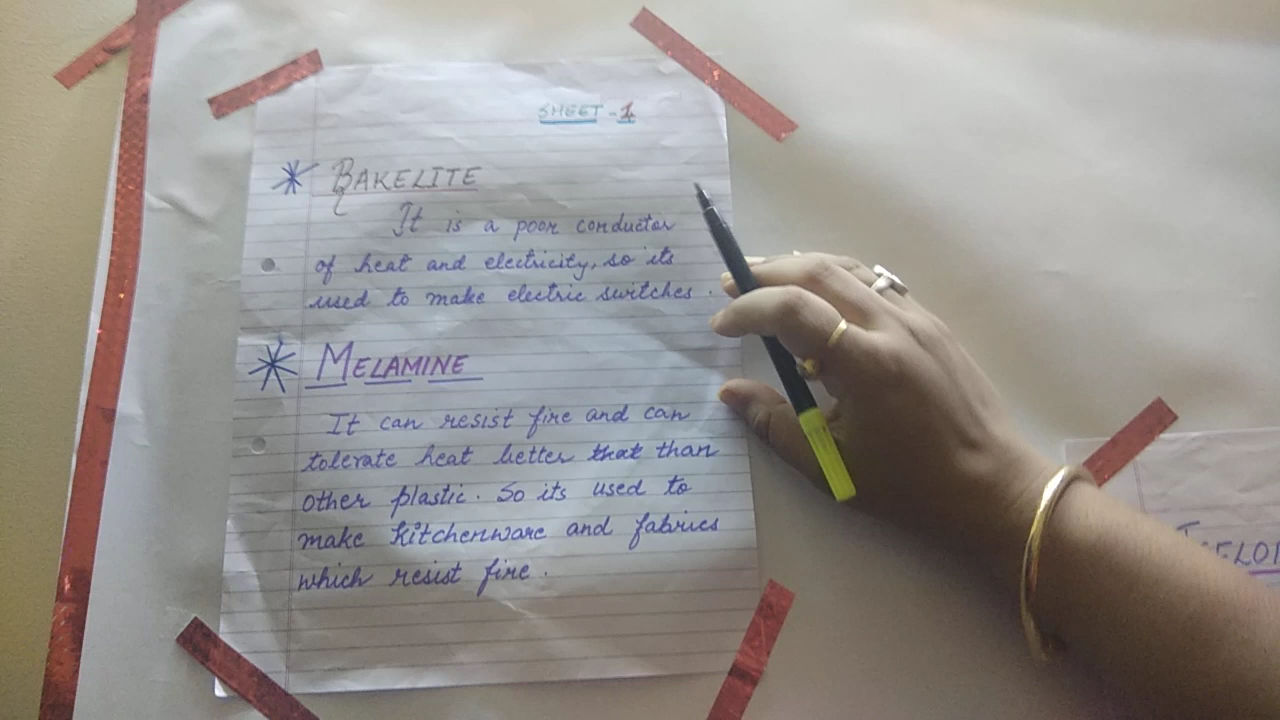 SHEET - 1
BAKELITE
It is a poor conductor
of heat and electricity, so its
used to make electric switches.
MELAMINE
It can resist fire and can
tolerate heat better that than
other plastic. So its used to
make kitchenware and fabrics
which resist fire.